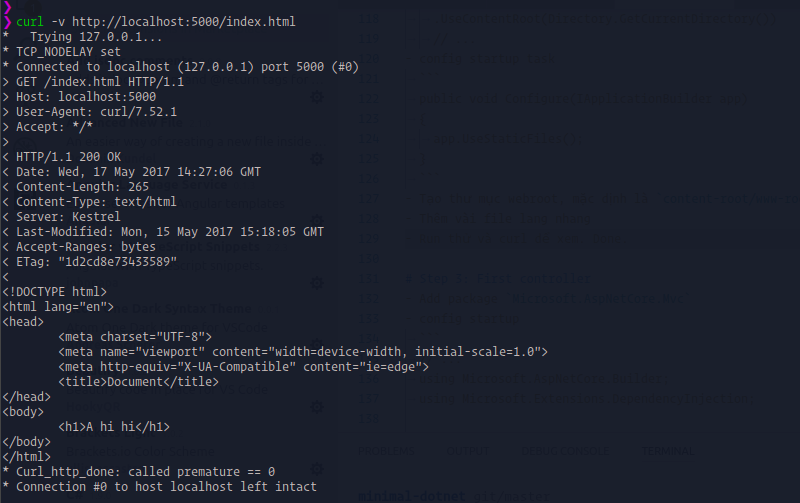 ❯
❯ curl -v http://localhost:5000/index.html
*   Trying 127.0.0.1...
* TCP_NODELAY set
* Connected to localhost (127.0.0.1) port 5000 (#0)
> GET /index.html HTTP/1.1
> Host: localhost:5000
> User-Agent: curl/7.52.1
> Accept: */*
>
< HTTP/1.1 200 OK
< Date: Wed, 17 May 2017 14:27:06 GMT
< Content-Length: 265
< Content-Type: text/html
< Server: Kestrel
< Last-Modified: Mon, 15 May 2017 15:18:05 GMT
< Accept-Ranges: bytes
< ETag: "1d2cd8e73433589"
<
<!DOCTYPE html>
<html lang="en">
<head>
        <meta charset="UTF-8">
        <meta name="viewport" content="width=device-width, initial-scale=1.0">
        <meta http-equiv="X-UA-Compatible" content="ie=edge">
        <title>Document</title>
</head>
<body>
        <h1>A hi hi</h1>
</body>
</html>
* Curl_http_done: called premature == 0
* Connection #0 to host localhost left intact
PROBLEMS OUTPUT DEBUG CONSOLE TERMINAL